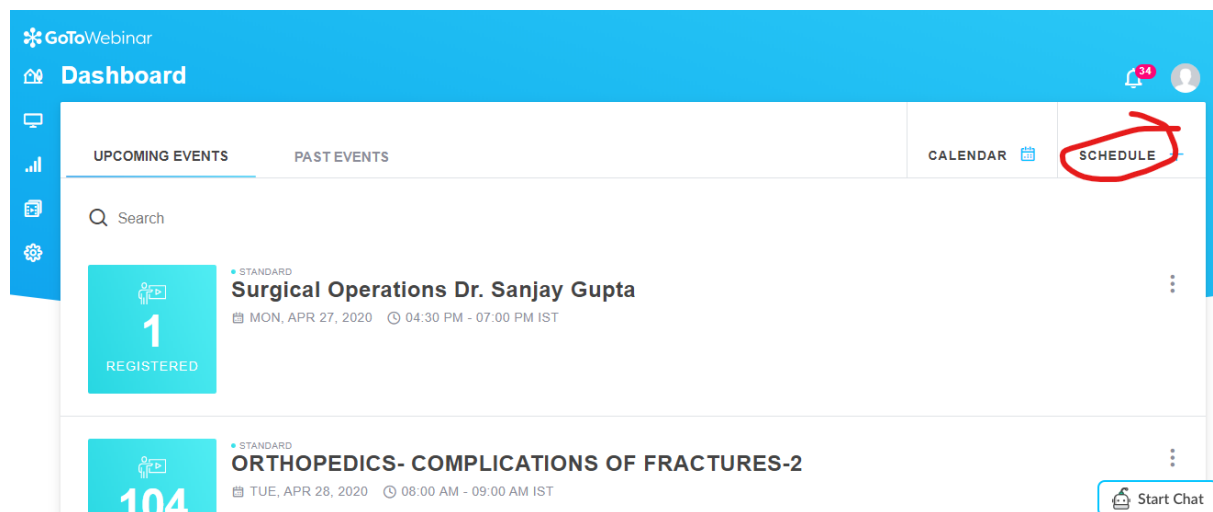 GoToWebinar
Dashboard
34
UPCOMING EVENTS
PAST EVENTS
CALENDAR
SCHEDULE
Search
1
REGISTERED
STANDARD
Surgical Operations Dr. Sanjay Gupta
MON, APR 27, 2020 04:30 PM - 07:00 PM IST
104
STANDARD
ORTHOPEDICS- COMPLICATIONS OF FRACTURES-2
TUE, APR 28, 2020 08:00 AM - 09:00 AM IST
Start Chat